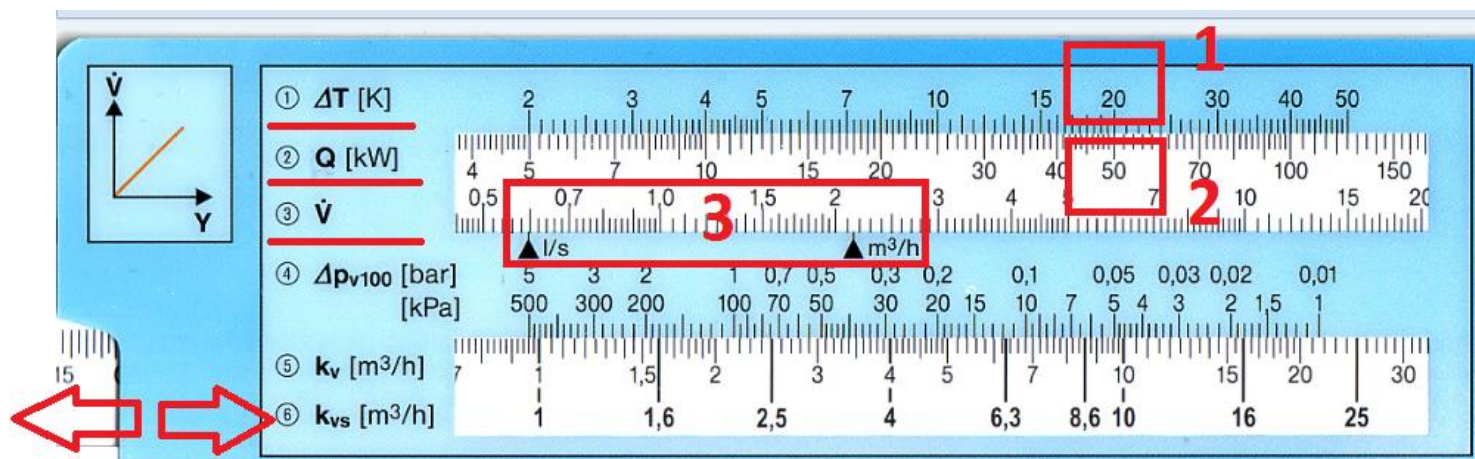 V̇
Y
① ΔT [K] 2 3 4 5 7 10 15 20 30 40 50
1
② Q [kW] 4 5 7 10 15 20 30 40 50 70 100 150
2
③ V̇ 0,5 0,7 1,0 1,5 2 3 4 5 7 10 15 20
3
l/s m³/h
④ Δpv100 [bar] 5 3 2 1 0,7 0,5 0,3 0,2 0,1 0,05 0,03 0,02 0,01
[kPa] 500 300 200 100 70 50 30 20 15 10 7 5 4 3 2 1,5 1
15
⑤ kv [m³/h] 7 1 1,5 2 3 4 5 7 10 15 20 30
⑥ kvs [m³/h] 1 1,6 2,5 4 6,3 8,6 10 16 25